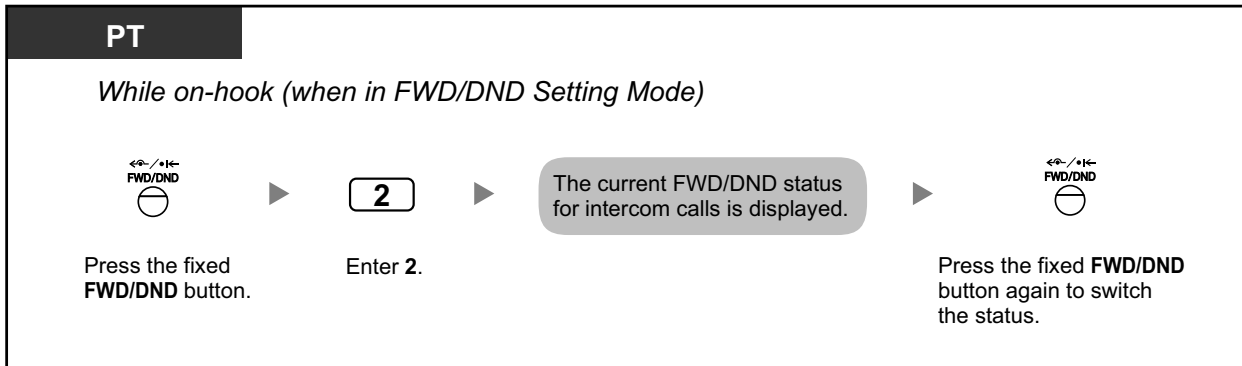 PT
While on-hook (when in FWD/DND Setting Mode)
FWD/DND
2
The current FWD/DND status
for intercom calls is displayed.
FWD/DND
Press the fixed
FWD/DND button.
Enter 2.
Press the fixed FWD/DND
button again to switch
the status.